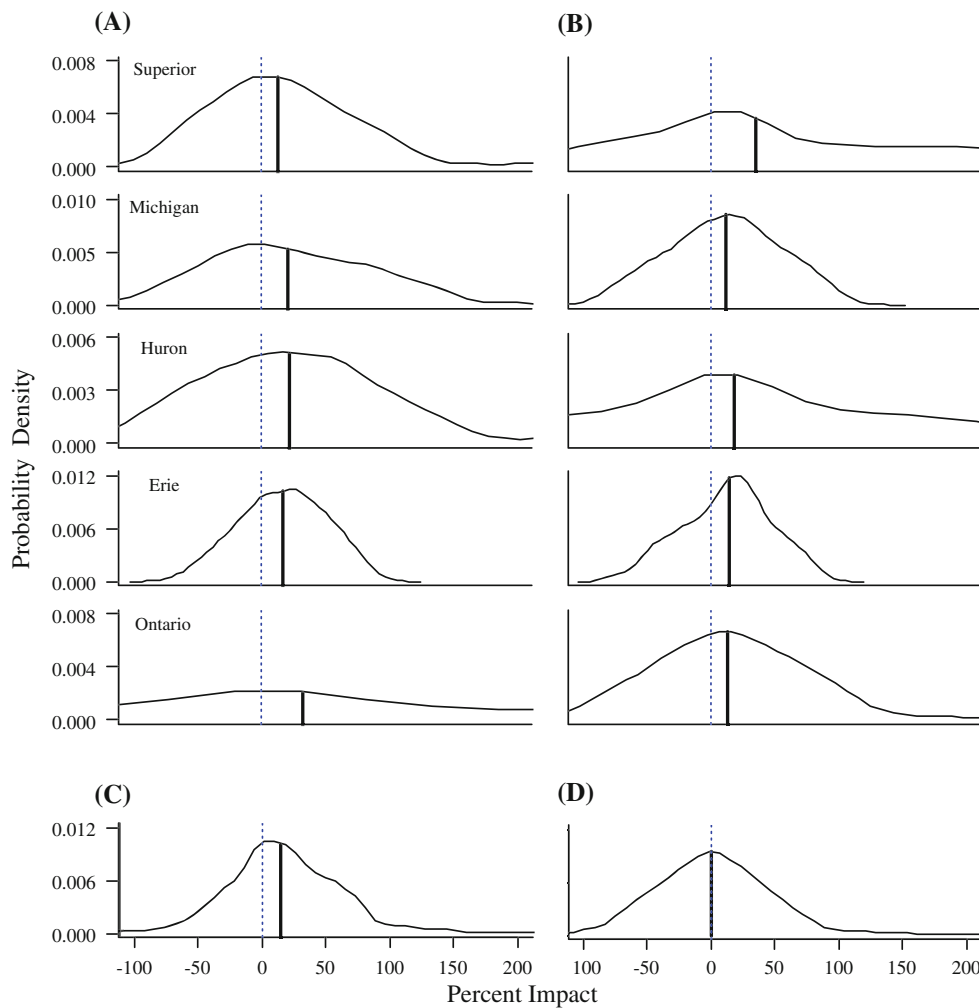 (A)
(B)
Superior
0.008
0.004
0.000
Michigan
0.010
0.005
0.000
Huron
0.006
0.003
0.000
Erie
0.012
0.006
0.000
Ontario
0.008
0.004
0.000
Probability Density
(C)
(D)
0.012
0.006
0.000
-100 -50 0 50 100 150 200
100 -50 0 50 100 150 200
Percent Impact